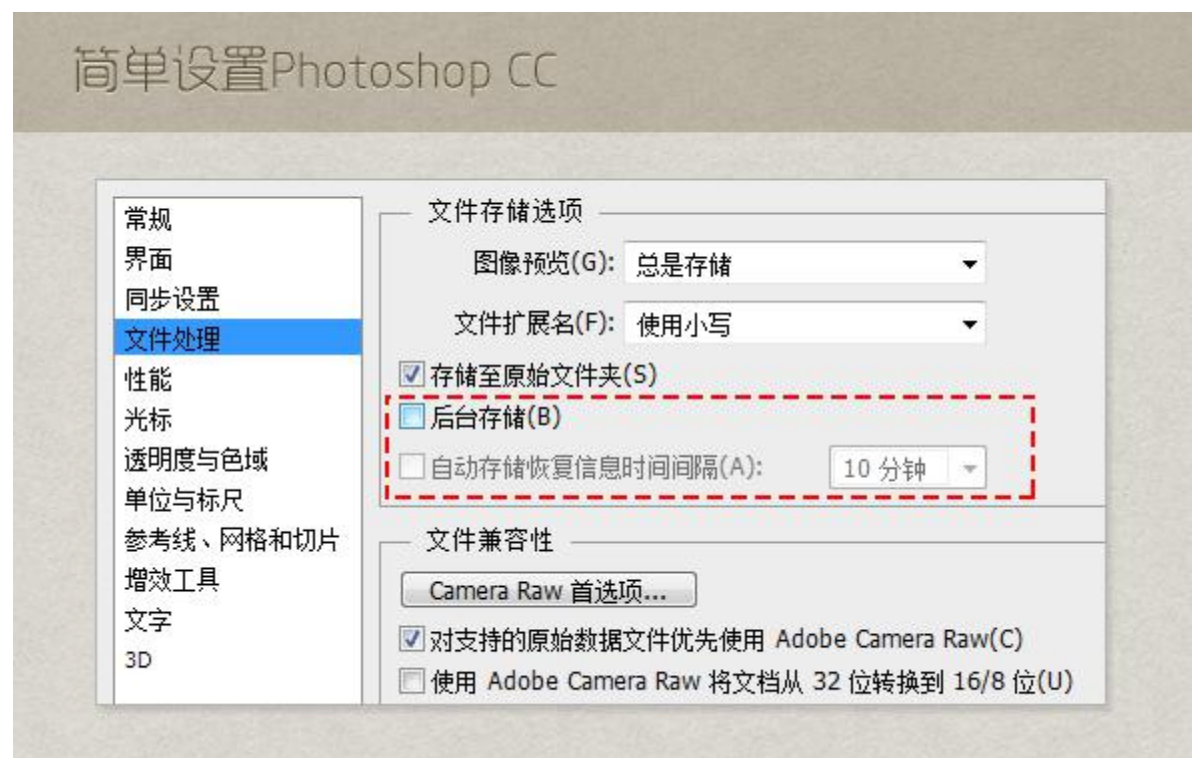 简单设置Photoshop CC
常规
界面
同步设置
文件处理
性能
光标
透明度与色域
单位与标尺
参考线、网格和切片
增效工具
文字
3D
文件存储选项
图像预览(G): 总是存储
文件扩展名(F): 使用小写
存储至原始文件夹(S)
后台存储(B)
自动存储恢复信息时间间隔(A): 10 分钟
文件兼容性
Camera Raw 首选项...
对支持的原始数据文件优先使用 Adobe Camera Raw(C)
使用 Adobe Camera Raw 将文档从 32 位转换到 16/8 位(U)